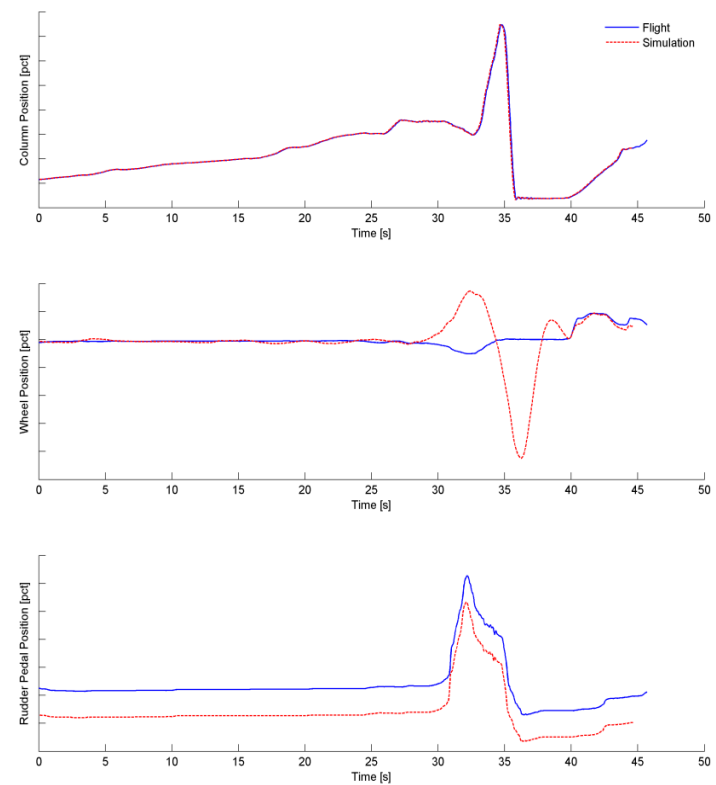 Column Position [pct]
Flight
Simulation
0 5 10 15 20 25 30 35 40 45 50
Time [s]
Wheel Position [pct]
0 5 10 15 20 25 30 35 40 45 50
Time [s]
Rudder Pedal Position [pct]
0 5 10 15 20 25 30 35 40 45 50
Time [s]